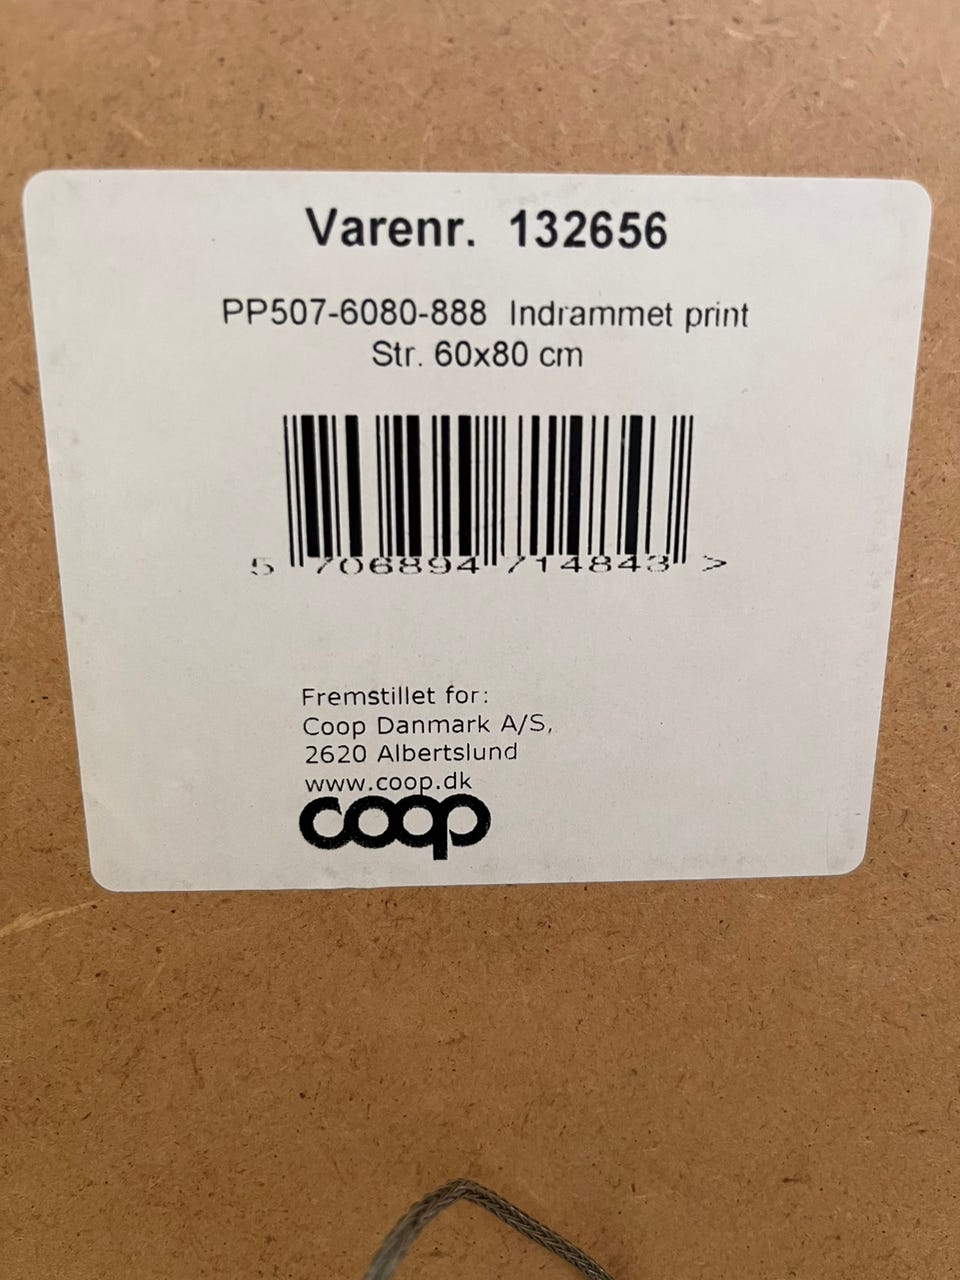 Varenr. 132656
PP507-6080-888 Indrammet print
Str. 60x80 cm
5 706894 714843 >
Fremstillet for:
Coop Danmark A/S,
2620 Albertslund
www.coop.dk
coop